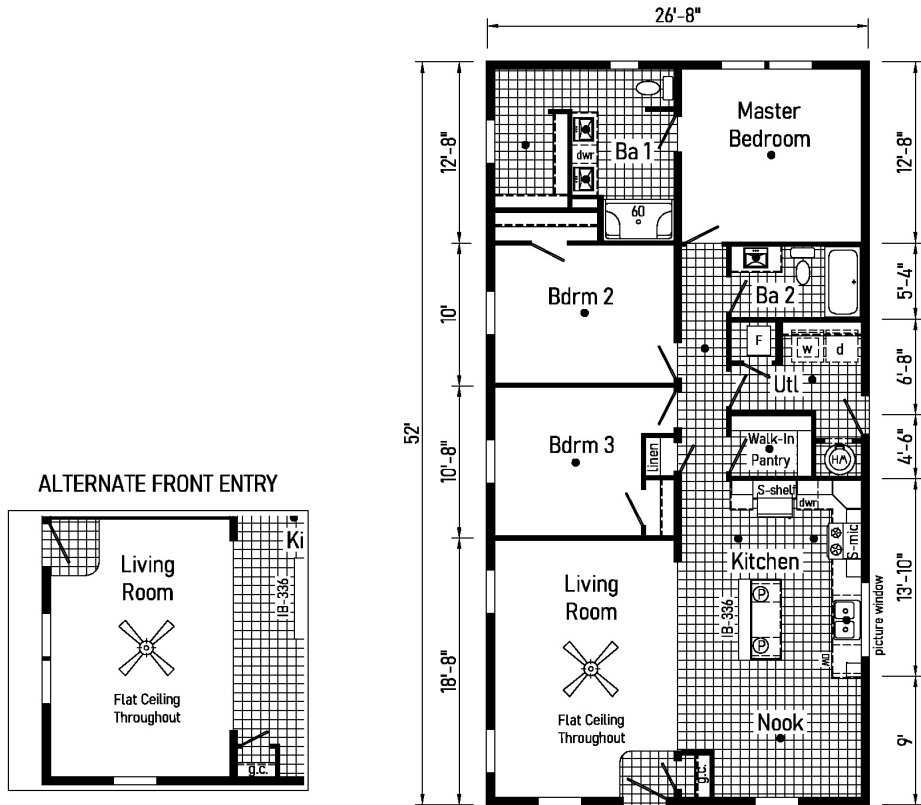 26'-8"
12'-8"
10'
10'-8"
18'-8"
52'
12'-8"
5'-4"
6'-8"
4'-6"
13'-10"
9'
Master
Bedroom
Ba 1
dwr
60
Bdrm 2
Ba 2
F
w
d
Utl
Bdrm 3
linen
Walk-In
Pantry
S-shelf
dwr
S-mic
Kitchen
IB-336
P
P
DW
picture window
Living
Room
Flat Ceiling
Throughout
Nook
g.c.
ALTERNATE FRONT ENTRY
Living
Room
Ki
IB-336
Flat Ceiling
Throughout
g.c.